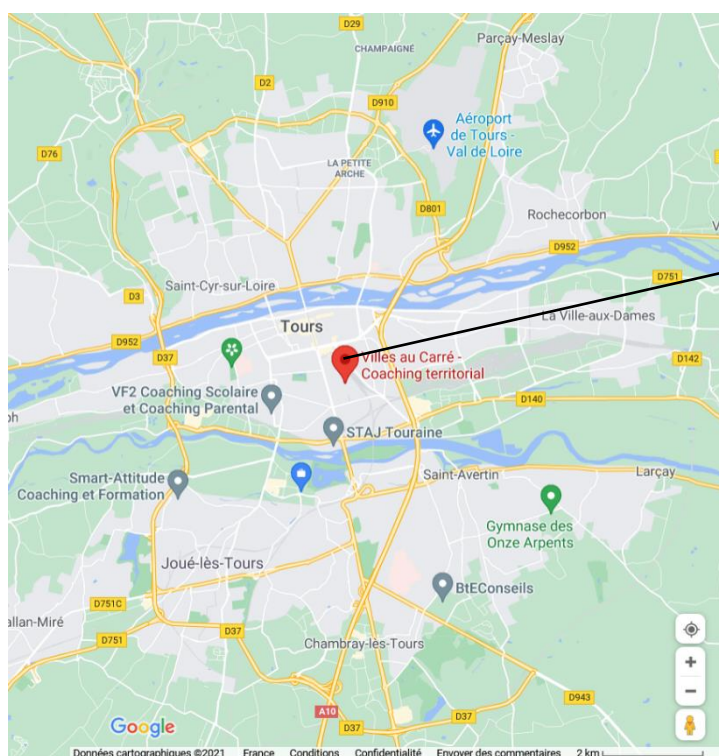 D29
Parçay-Meslay
CHAMPAIGNÉ
D2
D910
Aéroport
de Tours -
Val de Loire
D76
LA PETITE
ARCHE
D801
Rochecorbon
D952
D751
Saint-Cyr-sur-Loire
D3
La Ville-aux-Dames
Tours
D952
D37
Villes au Carré -
Coaching territorial
D142
VF2 Coaching Scolaire
et Coaching Parental
D140
STAJ Touraine
Saint-Avertin
Larçay
Smart-Attitude
Coaching et Formation
Gymnase des
Onze Arpents
Joué-lès-Tours
BtEConseils
D751C
allan-Miré
D751
D37
Chambray-lès-Tours
D943
A10
D37
D37
Google
Données cartographiques ©2021 France Conditions Confidentialité Envoyer des commentaires 2 km